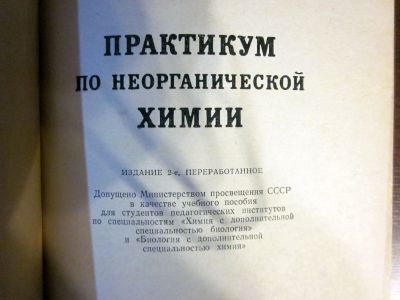 ПРАКТИКУМ
ПО НЕОРГАНИЧЕСКОЙ
ХИМИИ
ИЗДАНИЕ 2-е, ПЕРЕРАБОТАННОЕ
Допущено Министерством просвещения СССР
в качестве учебного пособия
для студентов педагогических институтов
по специальностям «Химия с дополнительной
специальностью биология»
и «Биология с дополнительной
специальностью химия»